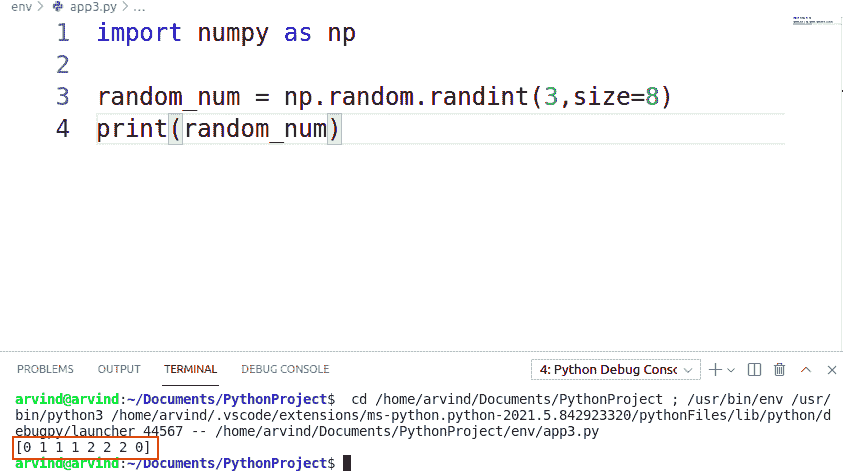 env > app3.py > ...
1 import numpy as np
2
3 random_num = np.random.randint(3,size=8)
4 print(random_num)
PROBLEMS OUTPUT TERMINAL DEBUG CONSOLE 4: Python Debug Consc
arvind@arvind:~/Documents/PythonProject$ cd /home/arvind/Documents/PythonProject ; /usr/bin/env /usr/
bin/python3 /home/arvind/.vscode/extensions/ms-python.python-2021.5.842923320/pythonFiles/lib/python/d
ebugpy/launcher 44567 -- /home/arvind/Documents/PythonProject/env/app3.py
[0 1 1 1 2 2 2 0]
arvind@arvind:~/Documents/PythonProject$